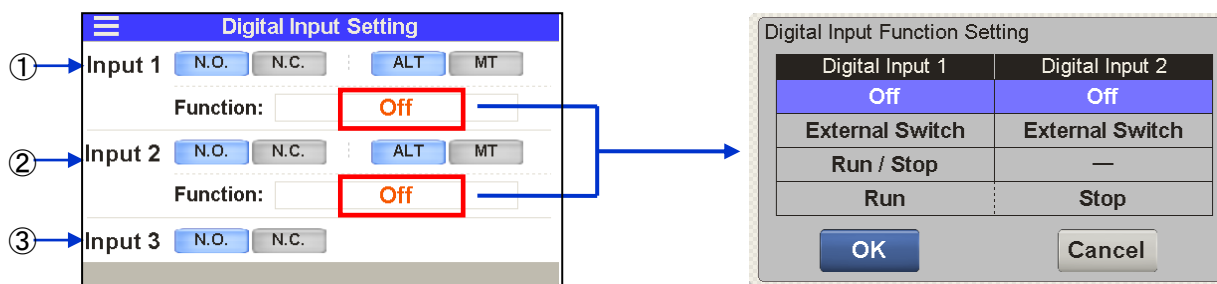 Digital Input Setting
① Input 1 N.O. N.C. ALT MT
Function: Off
② Input 2 N.O. N.C. ALT MT
Function: Off
③ Input 3 N.O. N.C.
Digital Input Function Setting
Digital Input 1 Digital Input 2
Off Off
External Switch External Switch
Run / Stop —
Run Stop
OK Cancel